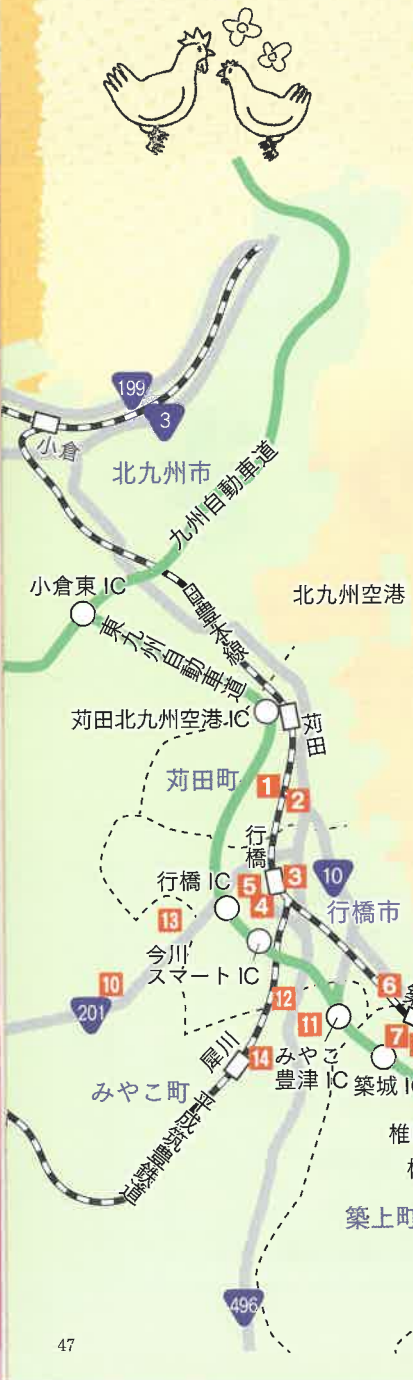 199
3
小倉
北九州市
九州自動車道
小倉東 IC
日豊本線
北九州空港
東九州自動車道
苅田北九州空港 IC
苅田
苅田町
1
2
行橋
行橋 IC
5
3
4
10
行橋市
13
今川
スマート IC
10
201
12
6
11
7
犀川
14
みやこ
豊津 IC
築城 IC
みやこ町
平成筑豊鉄道
椎
築上町
496
47